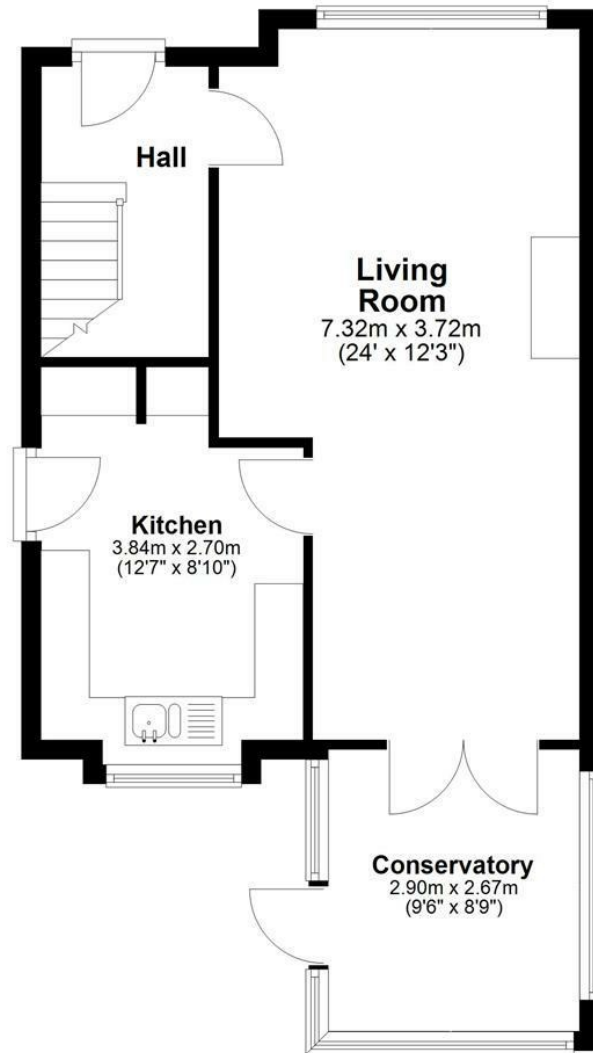 Hall
Living
Room
7.32m x 3.72m
(24' x 12'3")
Kitchen
3.84m x 2.70m
(12'7" x 8'10")
Conservatory
2.90m x 2.67m
(9'6" x 8'9")